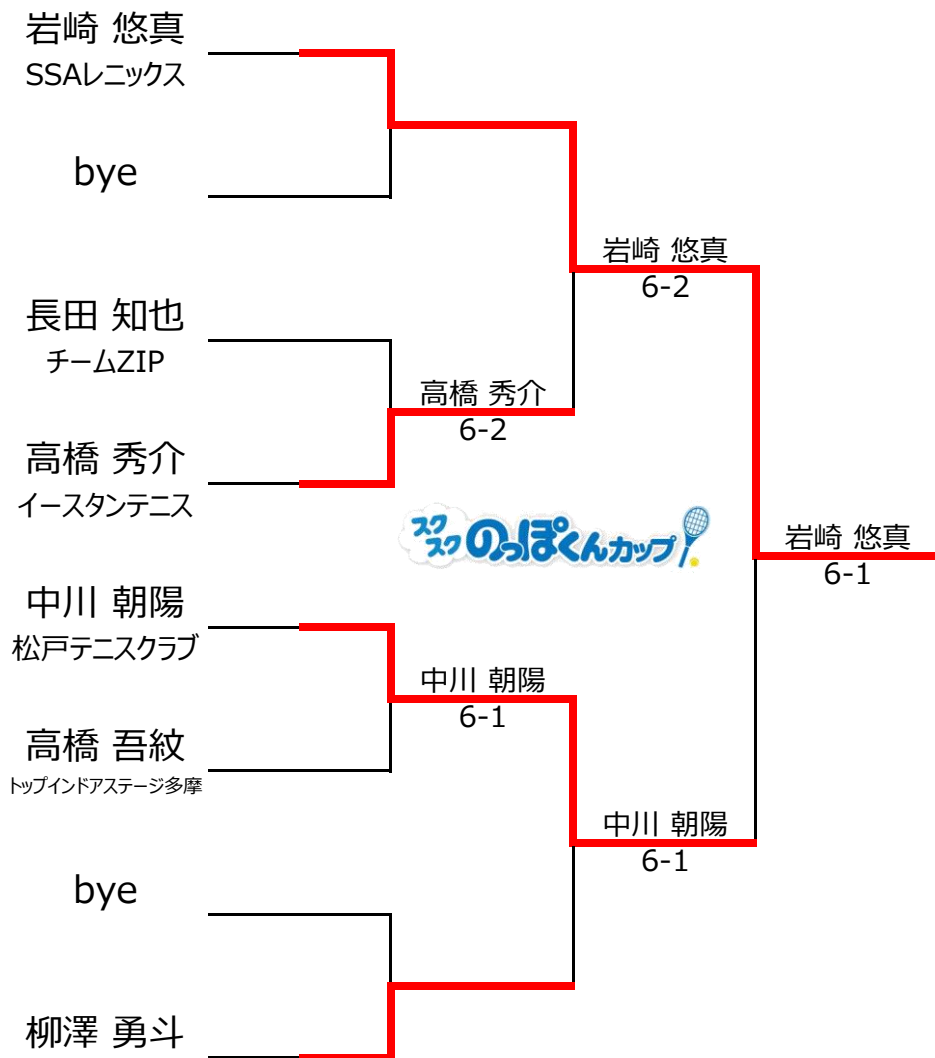 岩崎 悠真
SSAレニックス
bye
長田 知也
チームZIP
高橋 秀介
イースタンテニス
中川 朝陽
松戸テニスクラブ
高橋 吾紋
トップインドアステージ多摩
bye
柳澤 勇斗
高橋 秀介
6-2
中川 朝陽
6-1
岩崎 悠真
6-2
中川 朝陽
6-1
岩崎 悠真
6-1
スクスク のっぽくんカップ